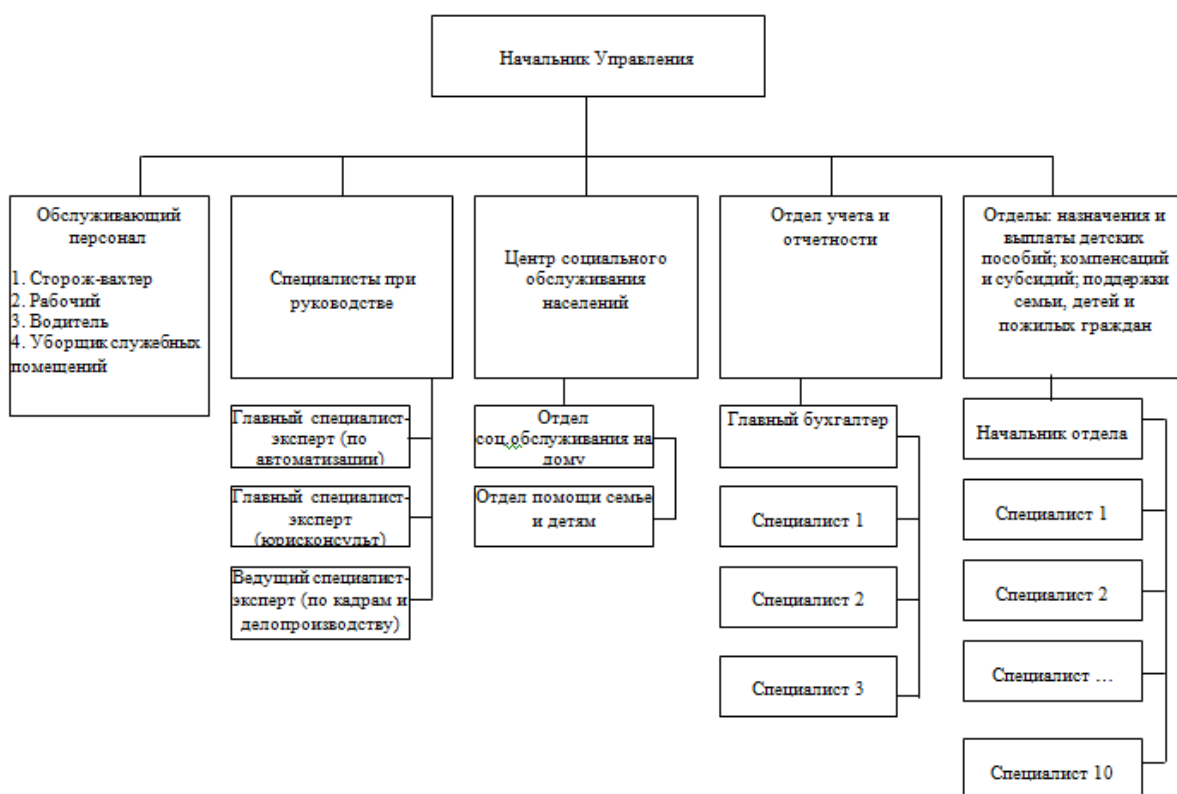 Начальник Управления
Обслуживающий
персонал
1. Сторож-вахтер
2. Рабочий
3. Водитель
4. Уборщик служебных
помещений
Специалисты при
руководстве
Центр социального
обслуживания
населений
Отдел учета и
отчетности
Отделы: назначения и
выплаты детских
пособий; компенсаций
и субсидий; поддержки
семьи, детей и
пожилых граждан
Главный специалист-
эксперт (по
автоматизации)
Главный специалист-
эксперт
(юрисконсульт)
Ведущий специалист-
эксперт (по кадрам и
делопроизводству)
Отдел
соц.обслуживания на
дому
Отдел помощи семье
и детям
Главный бухгалтер
Специалист 1
Специалист 2
Специалист 3
Начальник отдела
Специалист 1
Специалист 2
Специалист …
Специалист 10